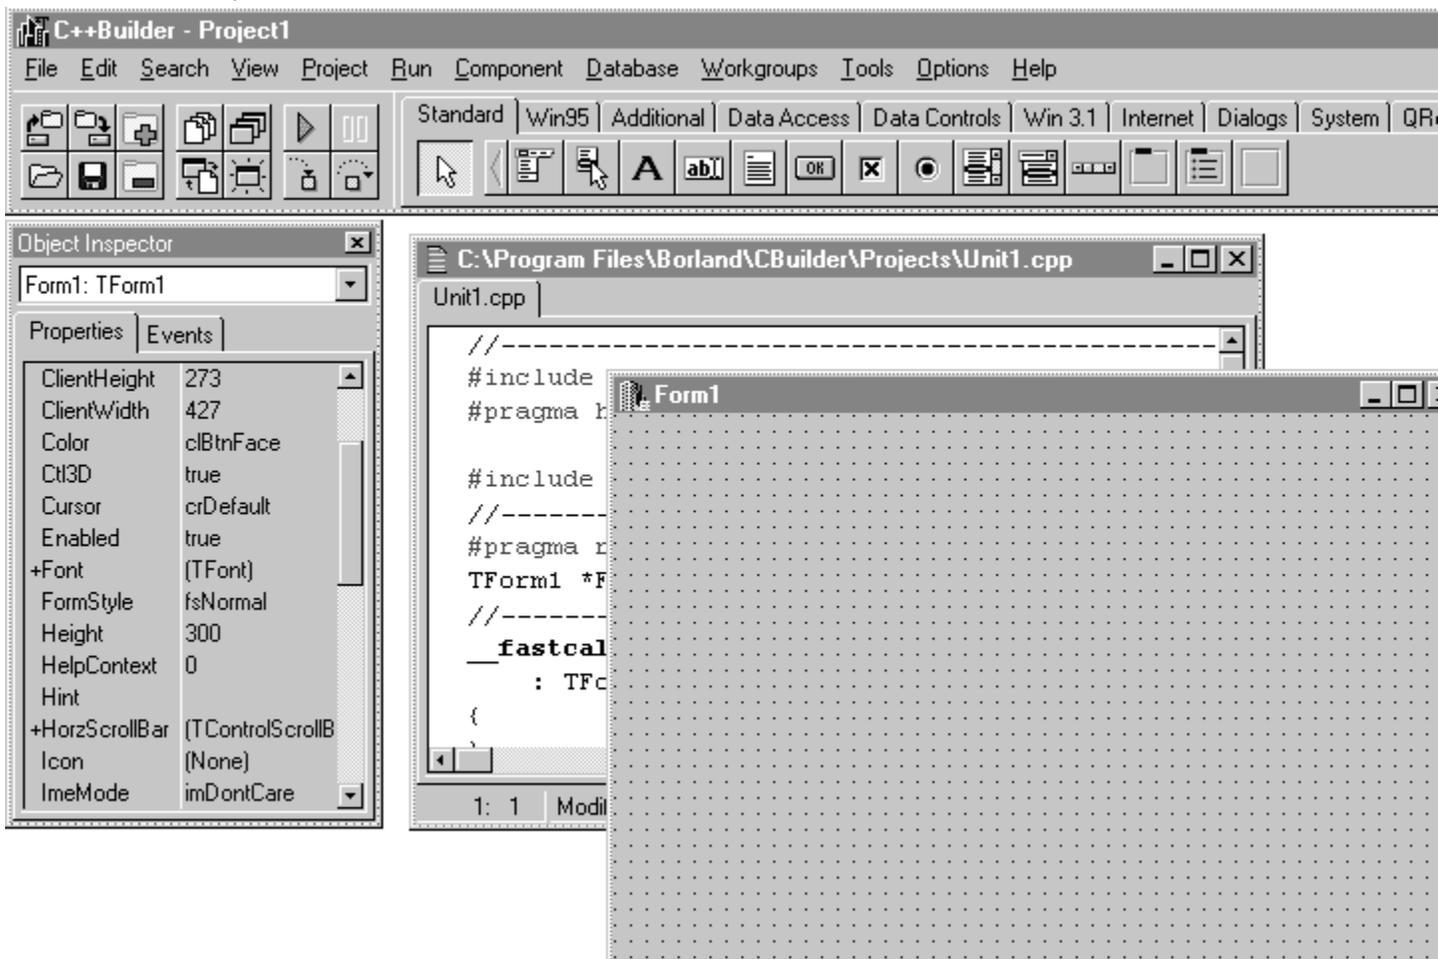 C++Builder - Project1
File Edit Search View Project Run Component Database Workgroups Tools Options Help
Standard Win95 Additional Data Access Data Controls Win 3.1 Internet Dialogs System
A ab OK
Object Inspector
Form1: TForm1
Properties Events
ClientHeight 273
ClientWidth 427
Color clBtnFace
Ctl3D true
Cursor crDefault
Enabled true
+Font (TFont)
FormStyle fsNormal
Height 300
HelpContext 0
Hint
+HorzScrollBar (TControlScrollB
Icon (None)
ImeMode imDontCare
C:\Program Files\Borland\CBuilder\Projects\Unit1.cpp
Unit1.cpp
//---------------------------------------------
#include
#pragma h
#include
//-------
#pragma r
TForm1 *F
//-------
__fastcal
: TFo
{
1: 1 Modif
Form1